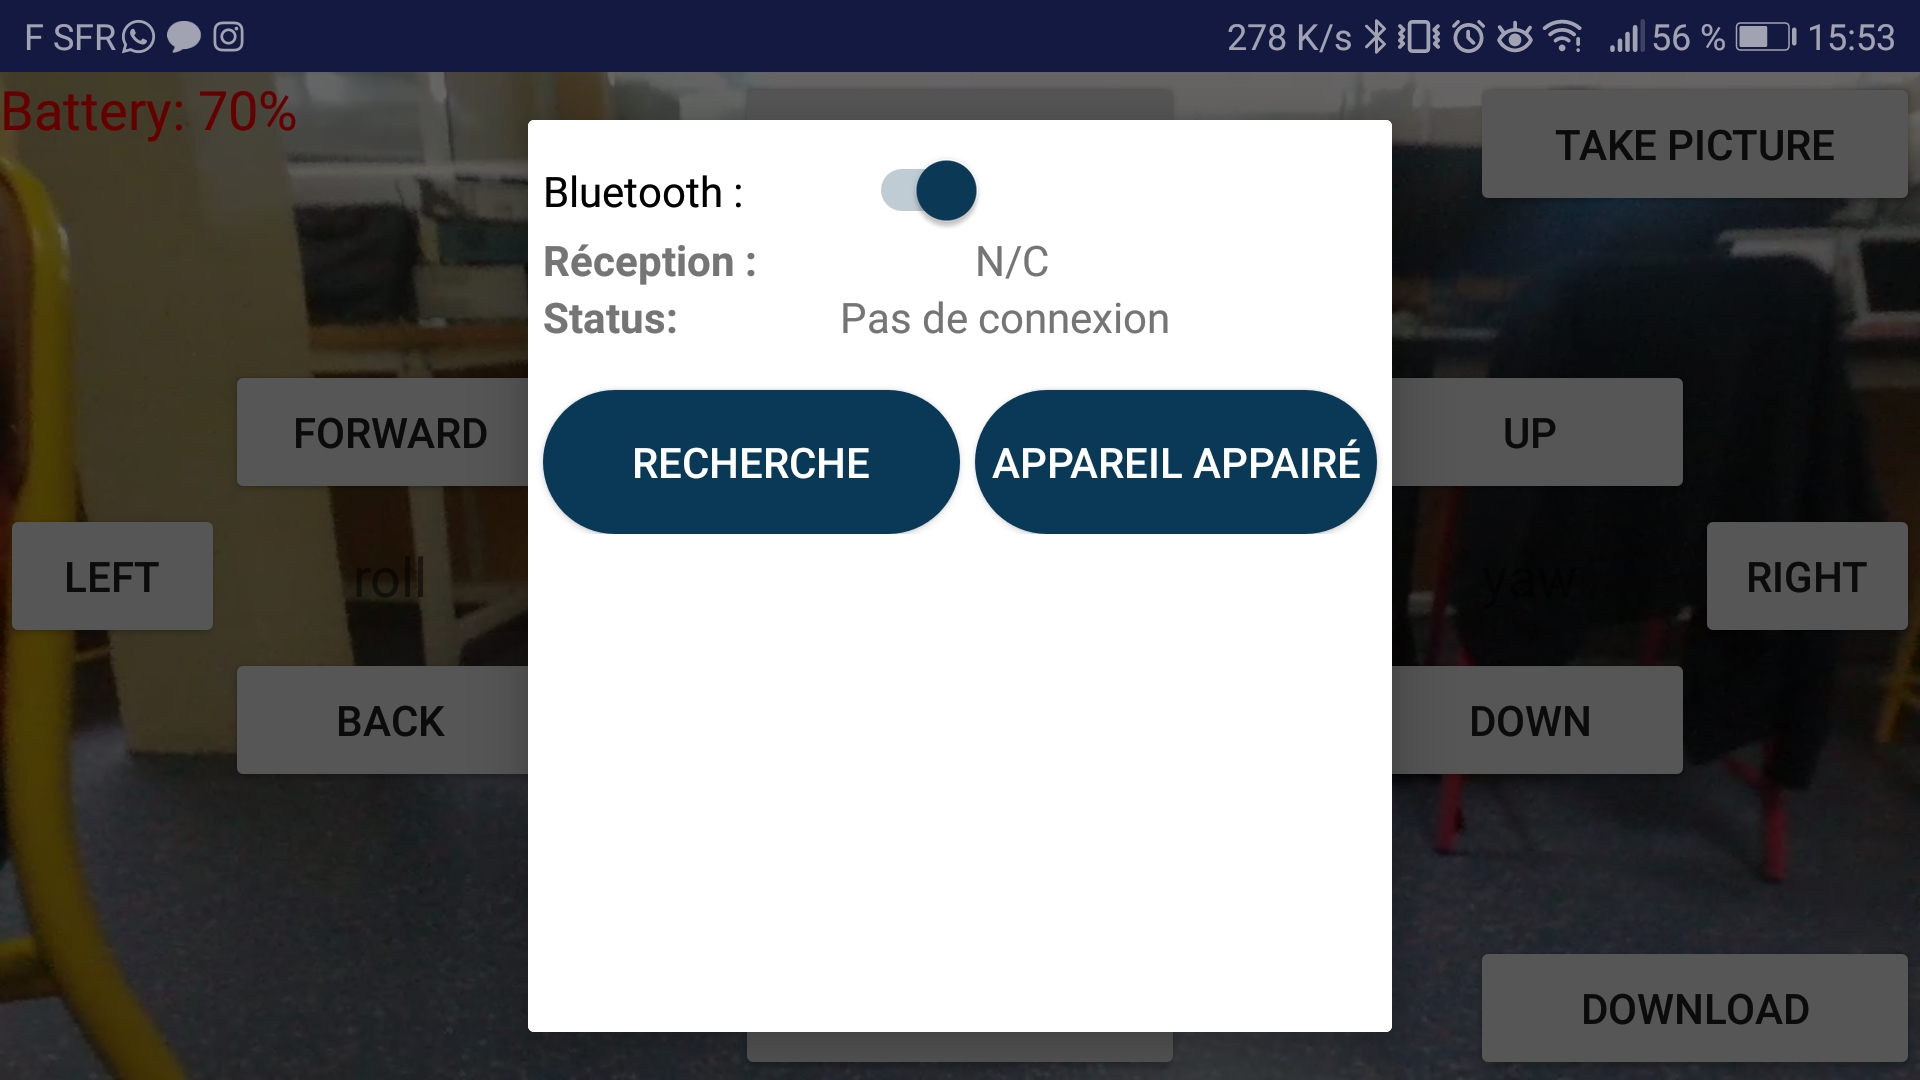 F SFR 278 K/s 56 % 15:53
Battery: 70%
TAKE PICTURE
Bluetooth :
Réception : N/C
Status: Pas de connexion
FORWARD
RECHERCHE
APPAREIL APPAIRÉ
UP
LEFT
roll
yaw
RIGHT
BACK
DOWN
DOWNLOAD